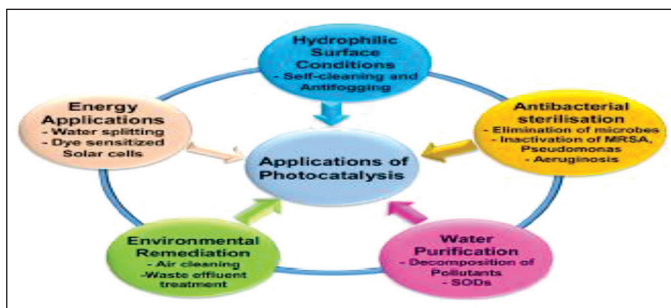 Hydrophilic
Surface
Conditions
- Self-cleaning and
Antifogging
Energy
Applications
- Water splitting
- Dye sensitized
Solar cells
Antibacterial
sterilisation
- Elimination of microbes
- Inactivation of MRSA,
Pseudomonas
- Aeruginosis
Applications of
Photocatalysis
Environmental
Remediation
- Air cleaning
-Waste effluent
treatment
Water
Purification
- Decomposition of
Pollutants
- SODs